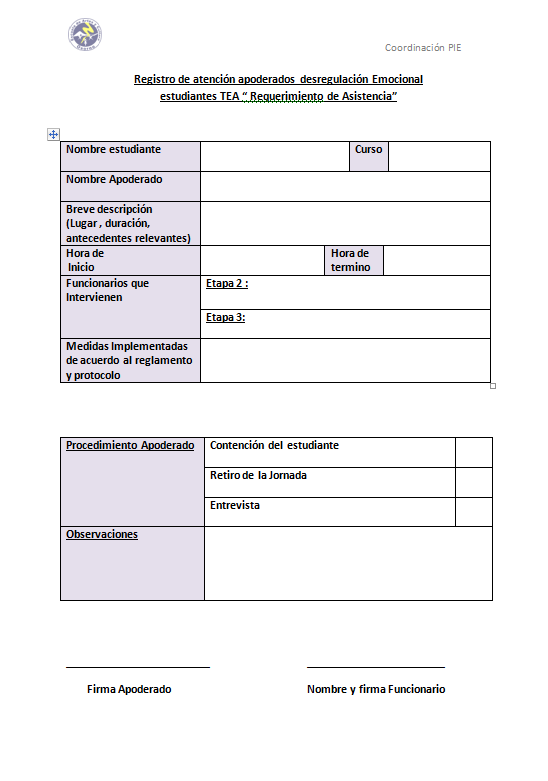 Coordinación PIE
Registro de atención apoderados desregulación Emocional
estudiantes TEA “ Requerimiento de Asistencia”
Nombre estudiante
Curso
Nombre Apoderado
Breve descripción
(Lugar , duración,
antecedentes relevantes)
Hora de
Inicio
Hora de
termino
Funcionarios que
Intervienen
Etapa 2 :
Etapa 3:
Medidas Implementadas
de acuerdo al reglamento
y protocolo
Procedimiento Apoderado
Contención del estudiante
Retiro de la Jornada
Entrevista
Observaciones
Firma Apoderado
Nombre y firma Funcionario